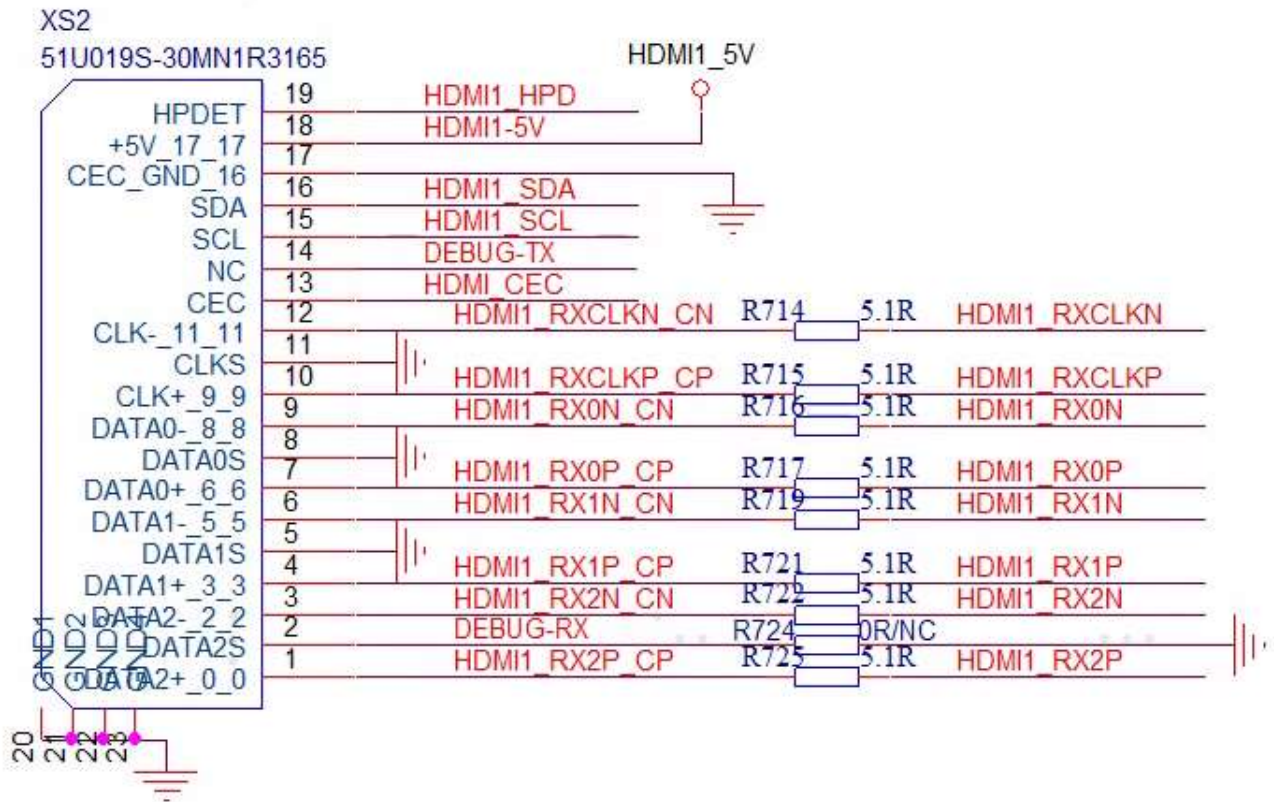 XS2
51U019S-30MN1R3165
HDMI1_5V
HPDET 19 HDMI1_HPD
+5V_17_17 18 HDMI1-5V
CEC_GND_16 17
SDA 16 HDMI1_SDA
SCL 15 HDMI1_SCL
NC 14 DEBUG-TX
CEC 13 HDMI_CEC
CLK-_11_11 12 HDMI1_RXCLKN_CN R714 5.1R HDMI1_RXCLKN
CLKS 11
CLK+_9_9 10 HDMI1_RXCLKP_CP R715 5.1R HDMI1_RXCLKP
DATA0-_8_8 9 HDMI1_RX0N_CN R716 5.1R HDMI1_RX0N
DATA0S 8
DATA0+_6_6 7 HDMI1_RX0P_CP R717 5.1R HDMI1_RX0P
DATA1-_5_5 6 HDMI1_RX1N_CN R719 5.1R HDMI1_RX1N
DATA1S 5
DATA1+_3_3 4 HDMI1_RX1P_CP R721 5.1R HDMI1_RX1P
DATA2-_2_2 3 HDMI1_RX2N_CN R722 5.1R HDMI1_RX2N
DATA2S 2 DEBUG-RX R724 0R/NC
DATA2+_0_0 1 HDMI1_RX2P_CP R725 5.1R HDMI1_RX2P
GND1
GND2
GND3
GND4
20
21
22
23